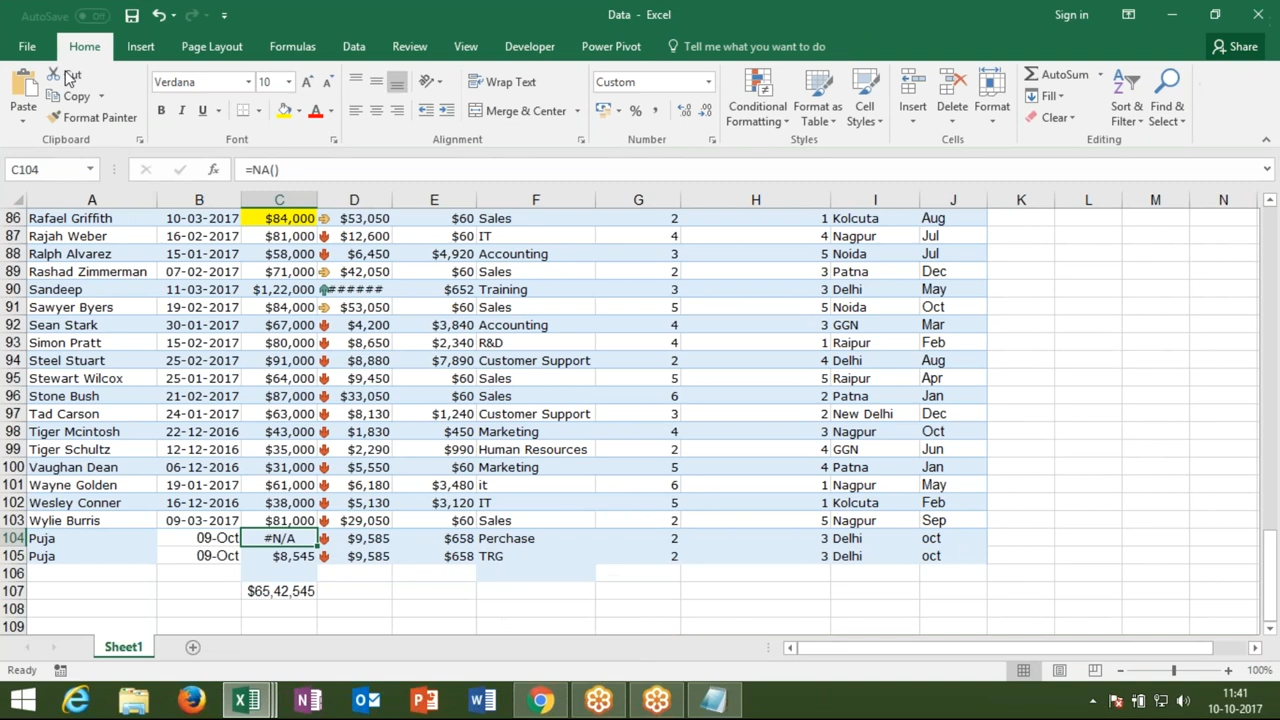 AutoSave Off
Data - Excel
Sign in
File Home Insert Page Layout Formulas Data Review View Developer Power Pivot Tell me what you want to do Share
Paste
Copy
Format Painter
Clipboard
Verdana 10
B I U
Font
Wrap Text
Merge & Center
Alignment
Custom
%
Number
Conditional Formatting
Format as Table
Cell Styles
Styles
Insert
Delete
Format
Cells
AutoSum
Fill
Clear
Sort & Filter
Find & Select
Editing
C104 fx =NA()
A B C D E F G H I J K L M N
86 Rafael Griffith 10-03-2017 $84,000 $53,050 $60 Sales 2 1 Kolcuta Aug
87 Rajah Weber 16-02-2017 $81,000 $12,600 $60 IT 4 4 Nagpur Jul
88 Ralph Alvarez 15-01-2017 $58,000 $6,450 $4,920 Accounting 3 5 Noida Jul
89 Rashad Zimmerman 07-02-2017 $71,000 $42,050 $60 Sales 2 3 Patna Dec
90 Sandeep 11-03-2017 $1,22,000 ###### $652 Training 3 3 Delhi May
91 Sawyer Byers 19-02-2017 $84,000 $53,050 $60 Sales 5 5 Noida Oct
92 Sean Stark 30-01-2017 $67,000 $4,200 $3,840 Accounting 4 3 GGN Mar
93 Simon Pratt 15-02-2017 $80,000 $8,650 $2,340 R&D 4 1 Raipur Feb
94 Steel Stuart 25-02-2017 $91,000 $8,880 $7,890 Customer Support 2 4 Delhi Aug
95 Stewart Wilcox 25-01-2017 $64,000 $9,450 $60 Sales 5 5 Raipur Apr
96 Stone Bush 21-02-2017 $87,000 $33,050 $60 Sales 6 2 Patna Jan
97 Tad Carson 24-01-2017 $63,000 $8,130 $1,240 Customer Support 3 2 New Delhi Dec
98 Tiger Mcintosh 22-12-2016 $43,000 $1,830 $450 Marketing 4 3 Nagpur Oct
99 Tiger Schultz 12-12-2016 $35,000 $2,290 $990 Human Resources 2 4 GGN Jun
100 Vaughan Dean 06-12-2016 $31,000 $5,550 $60 Marketing 5 4 Patna Jan
101 Wayne Golden 19-01-2017 $61,000 $6,180 $3,480 it 6 1 Nagpur May
102 Wesley Conner 16-12-2016 $38,000 $5,130 $3,120 IT 5 1 Kolcuta Feb
103 Wylie Burris 09-03-2017 $81,000 $29,050 $60 Sales 2 5 Nagpur Sep
104 Puja 09-Oct #N/A $9,585 $658 Perchase 2 3 Delhi oct
105 Puja 09-Oct $8,545 $9,585 $658 TRG 2 3 Delhi oct
106
107 $65,42,545
108
109
Sheet1
Ready
100%
11:41
10-10-2017